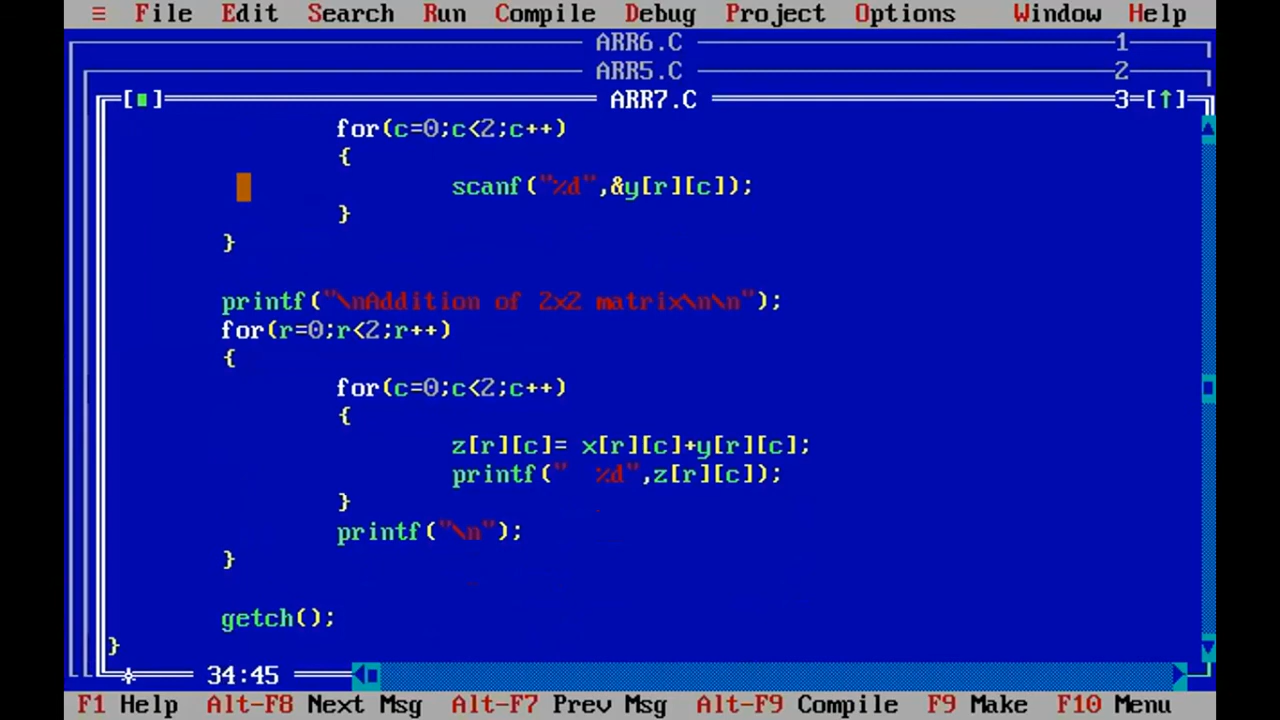 ≡ File Edit Search Run Compile Debug Project Options Window Help
ARR6.C 1
ARR5.C 2
[■] ARR7.C 3=[↑]
for(c=0;c<2;c++)
{
scanf("%d",&y[r][c]);
}
}
printf("\nAddition of 2x2 matrix\n\n");
for(r=0;r<2;r++)
{
for(c=0;c<2;c++)
{
z[r][c]= x[r][c]+y[r][c];
printf("  %d",z[r][c]);
}
printf("\n");
}
getch();
}
34:45
F1 Help Alt-F8 Next Msg Alt-F7 Prev Msg Alt-F9 Compile F9 Make F10 Menu